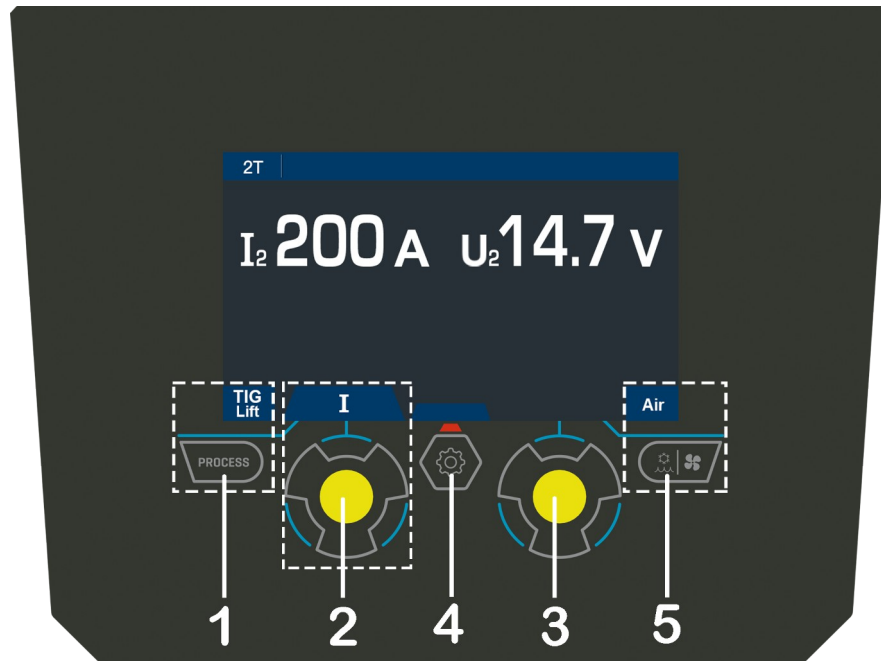 2T
I₂ 200 A U₂ 14.7 V
TIG
Lift
I
Air
PROCESS
1 2 4 3 5